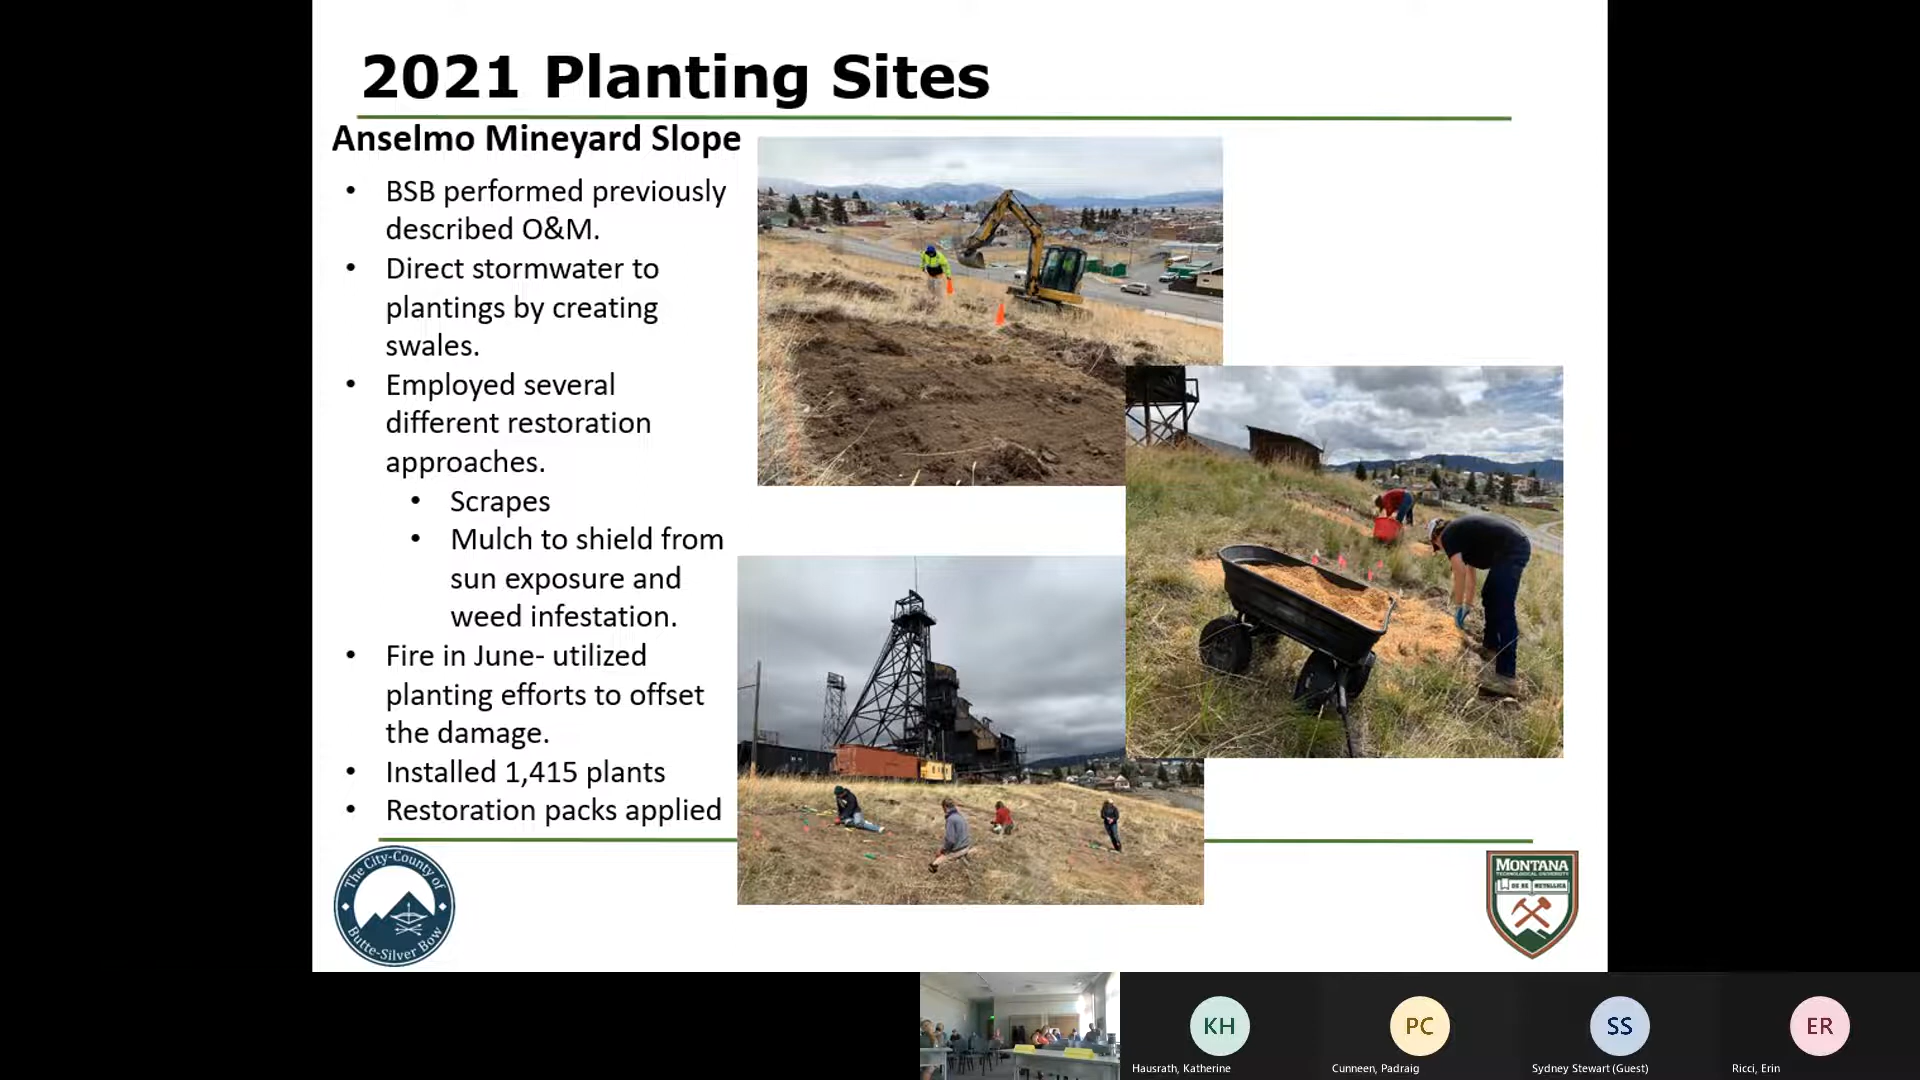 2021 Planting Sites
Anselmo Mineyard Slope
• BSB performed previously
described O&M.
• Direct stormwater to
plantings by creating
swales.
• Employed several
different restoration
approaches.
• Scrapes
• Mulch to shield from
sun exposure and
weed infestation.
• Fire in June- utilized
planting efforts to offset
the damage.
• Installed 1,415 plants
• Restoration packs applied
The City-County of
Butte-Silver Bow
MONTANA
TECHNOLOGICAL UNIVERSITY
DE RE METALLICA
KH
PC
SS
ER
Hausrath, Katherine
Cunneen, Padraig
Sydney Stewart (Guest)
Ricci, Erin